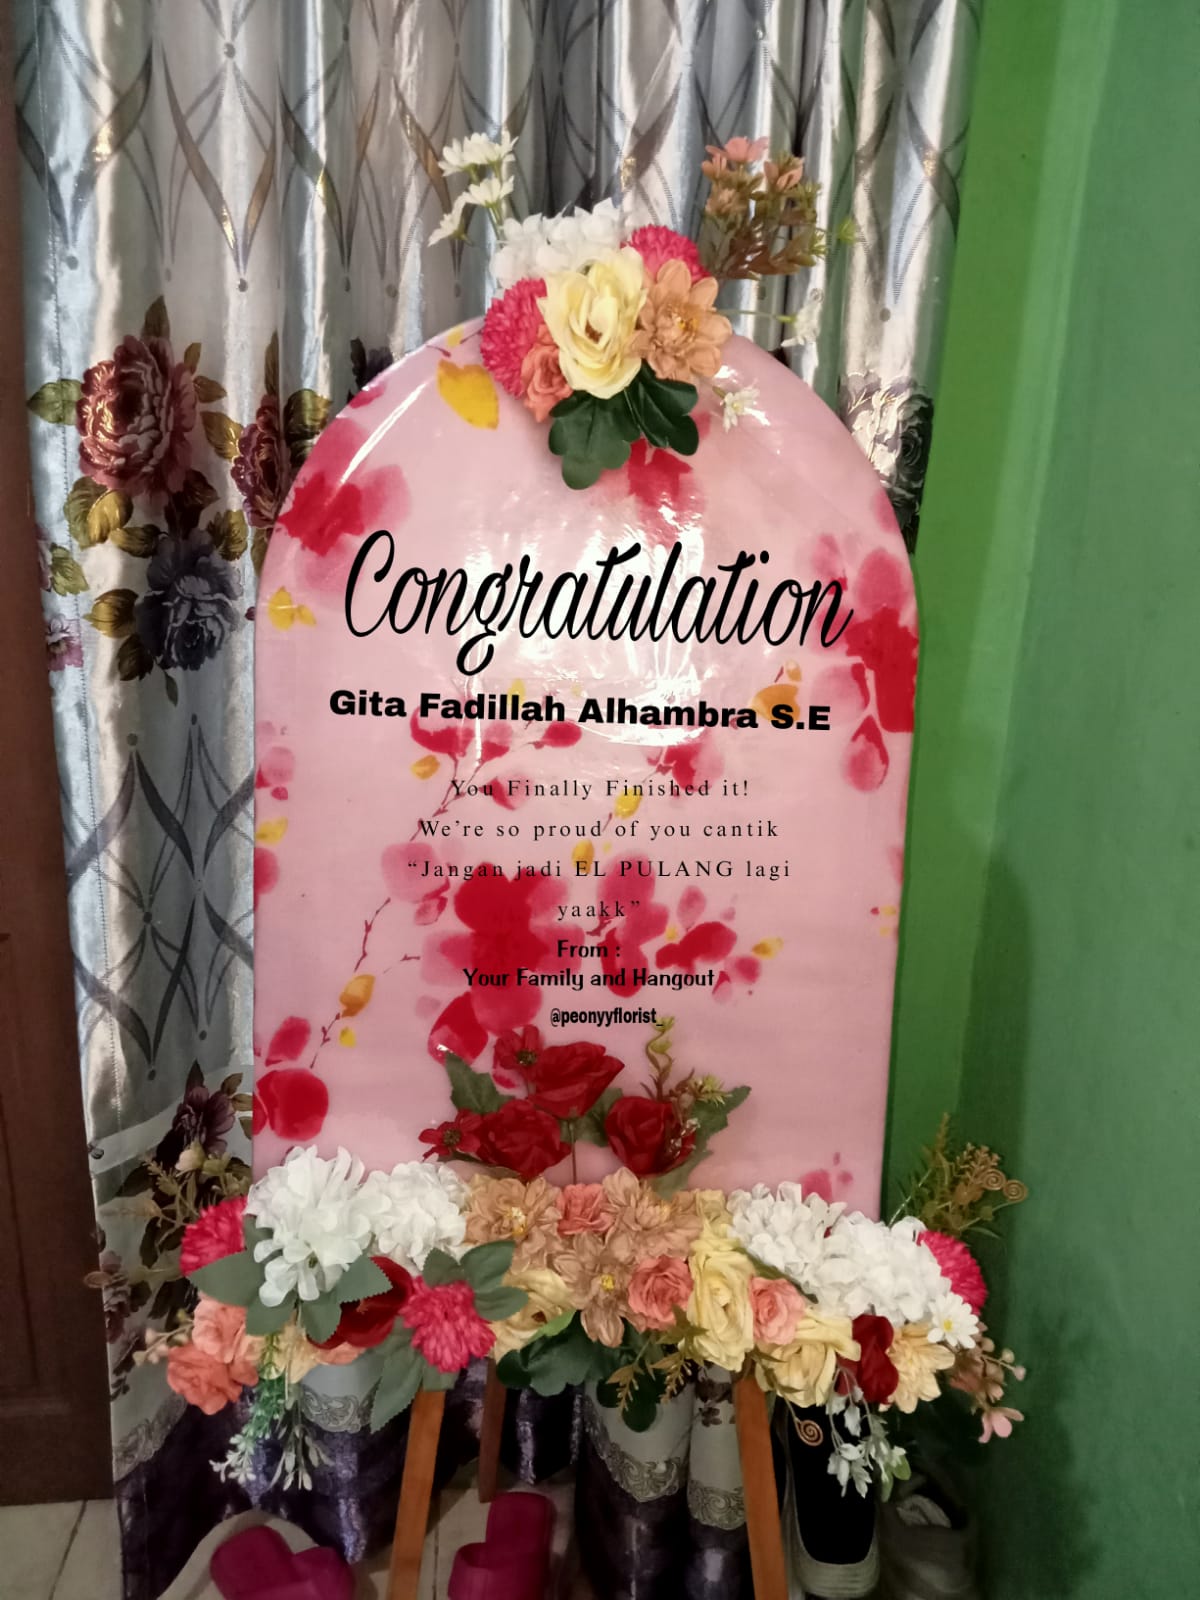 Congratulation
Gita Fadillah Alhambra S.E
You Finally Finished it!
We're so proud of you cantik
“Jangan jadi EL PULANG lagi
yaakk”
From :
Your Family and Hangout
@peonyyflorist_